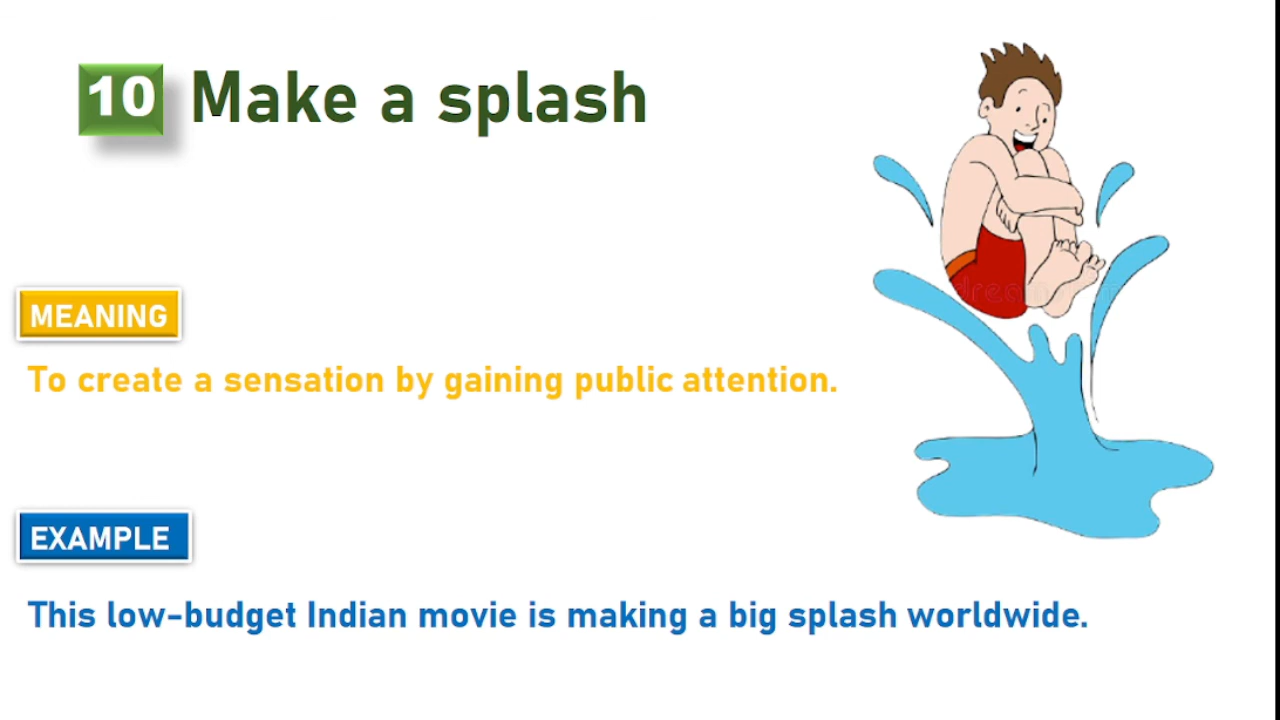 10 Make a splash
MEANING
To create a sensation by gaining public attention.
EXAMPLE
This low-budget Indian movie is making a big splash worldwide.